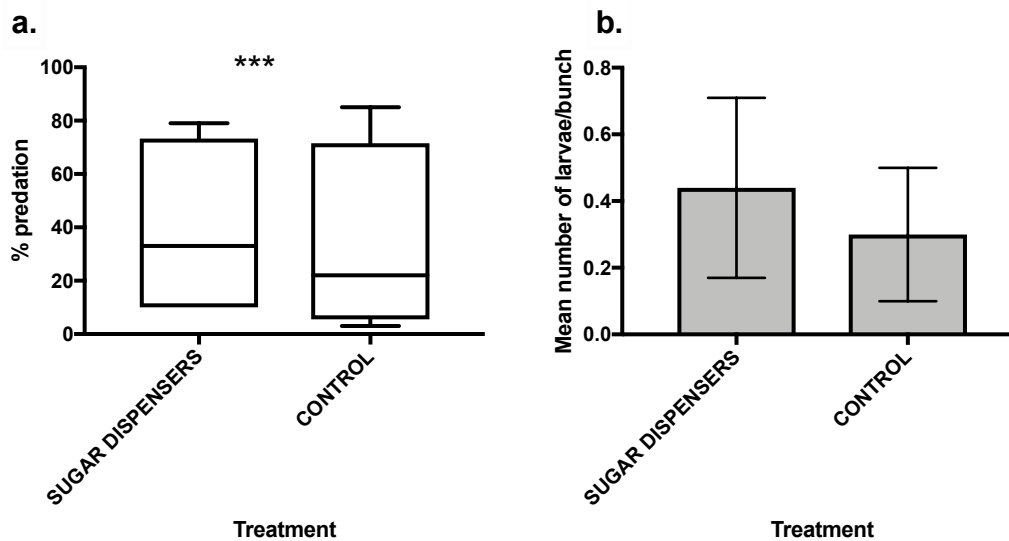 a.
***
% predation
100
80
60
40
20
0
SUGAR DISPENSERS
CONTROL
Treatment
b.
Mean number of larvae/bunch
0.8
0.6
0.4
0.2
0.0
SUGAR DISPENSERS
CONTROL
Treatment